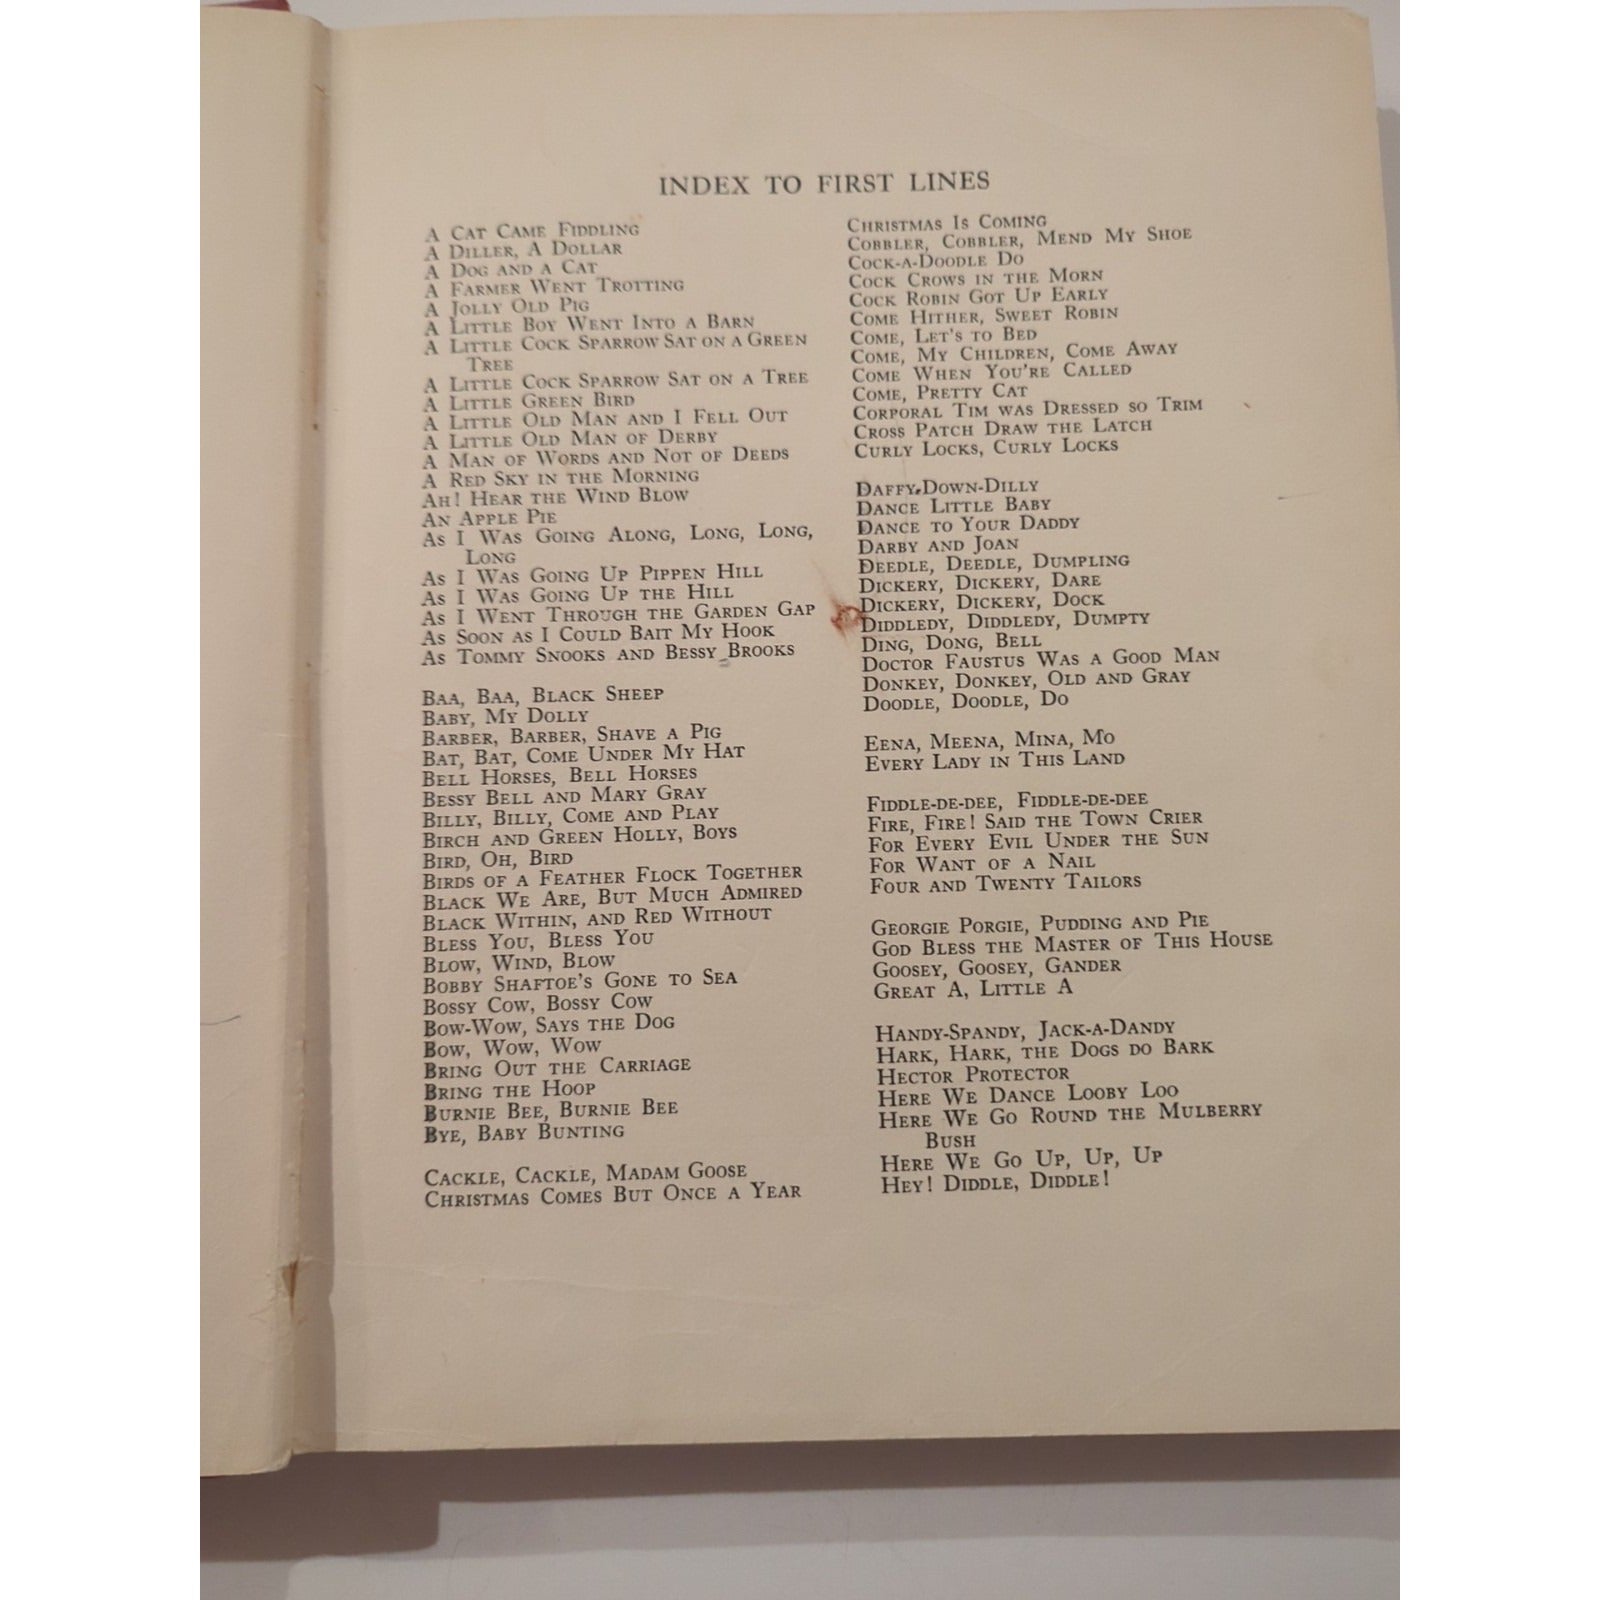 INDEX TO FIRST LINES
A CAT CAME FIDDLING
A DILLER, A DOLLAR
A DOG AND A CAT
A FARMER WENT TROTTING
A JOLLY OLD PIG
A LITTLE BOY WENT INTO A BARN
A LITTLE COCK SPARROW SAT ON A GREEN
TREE
A LITTLE COCK SPARROW SAT ON A TREE
A LITTLE GREEN BIRD
A LITTLE OLD MAN AND I FELL OUT
A LITTLE OLD MAN OF DERBY
A MAN OF WORDS AND NOT OF DEEDS
A RED SKY IN THE MORNING
AH! HEAR THE WIND BLOW
AN APPLE PIE
AS I WAS GOING ALONG, LONG, LONG,
LONG
AS I WAS GOING UP PIPPEN HILL
AS I WAS GOING UP THE HILL
AS I WENT THROUGH THE GARDEN GAP
AS SOON AS I COULD BAIT MY HOOK
AS TOMMY SNOOKS AND BESSY BROOKS
BAA, BAA, BLACK SHEEP
BABY, MY DOLLY
BARBER, BARBER, SHAVE A PIG
BAT, BAT, COME UNDER MY HAT
BELL HORSES, BELL HORSES
BESSY BELL AND MARY GRAY
BILLY, BILLY, COME AND PLAY
BIRCH AND GREEN HOLLY, BOYS
BIRD, OH, BIRD
BIRDS OF A FEATHER FLOCK TOGETHER
BLACK WE ARE, BUT MUCH ADMIRED
BLACK WITHIN, AND RED WITHOUT
BLESS YOU, BLESS YOU
BLOW, WIND, BLOW
BOBBY SHAFTOE'S GONE TO SEA
BOSSY COW, BOSSY COW
BOW-WOW, SAYS THE DOG
BOW, WOW, WOW
BRING OUT THE CARRIAGE
BRING THE HOOP
BURNIE BEE, BURNIE BEE
BYE, BABY BUNTING
CACKLE, CACKLE, MADAM GOOSE
CHRISTMAS COMES BUT ONCE A YEAR
CHRISTMAS IS COMING
COBBLER, COBBLER, MEND MY SHOE
COCK-A-DOODLE DO
COCK CROWS IN THE MORN
COCK ROBIN GOT UP EARLY
COME HITHER, SWEET ROBIN
COME, LET'S TO BED
COME, MY CHILDREN, COME AWAY
COME WHEN YOU'RE CALLED
COME, PRETTY CAT
CORPORAL TIM WAS DRESSED SO TRIM
CROSS PATCH DRAW THE LATCH
CURLY LOCKS, CURLY LOCKS
DAFFY-DOWN-DILLY
DANCE LITTLE BABY
DANCE TO YOUR DADDY
DARBY AND JOAN
DEEDLE, DEEDLE, DUMPLING
DICKERY, DICKERY, DARE
DICKERY, DICKERY, DOCK
DIDDLEDY, DIDDLEDY, DUMPTY
DING, DONG, BELL
DOCTOR FAUSTUS WAS A GOOD MAN
DONKEY, DONKEY, OLD AND GRAY
DOODLE, DOODLE, DO
EENA, MEENA, MINA, MO
EVERY LADY IN THIS LAND
FIDDLE-DE-DEE, FIDDLE-DE-DEE
FIRE, FIRE! SAID THE TOWN CRIER
FOR EVERY EVIL UNDER THE SUN
FOR WANT OF A NAIL
FOUR AND TWENTY TAILORS
GEORGIE PORGIE, PUDDING AND PIE
GOD BLESS THE MASTER OF THIS HOUSE
GOOSEY, GOOSEY, GANDER
GREAT A, LITTLE A
HANDY-SPANDY, JACK-A-DANDY
HARK, HARK, THE DOGS DO BARK
HECTOR PROTECTOR
HERE WE DANCE LOOBY LOO
HERE WE GO ROUND THE MULBERRY
BUSH
HERE WE GO UP, UP, UP
HEY! DIDDLE, DIDDLE!